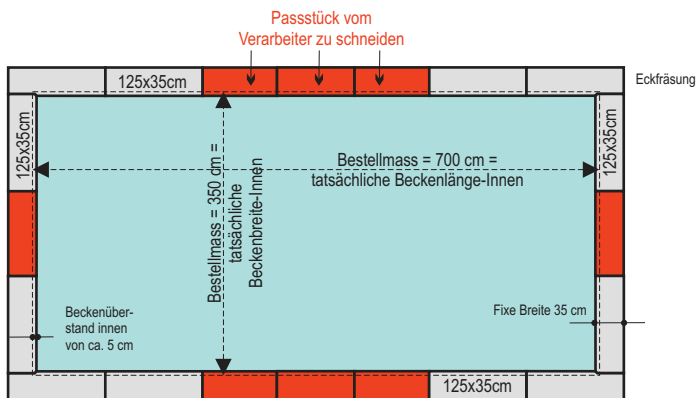 Passstück vom
Verarbeiter zu schneiden
125x35cm
Eckfräsung
125x35cm
125x35cm
Bestellmass = 700 cm =
tatsächliche Beckenlänge-Innen
Bestellmass = 350 cm =
tatsächliche
Beckenbreite-Innen
Beckenüber-
stand innen
von ca. 5 cm
Fixe Breite 35 cm
125x35cm